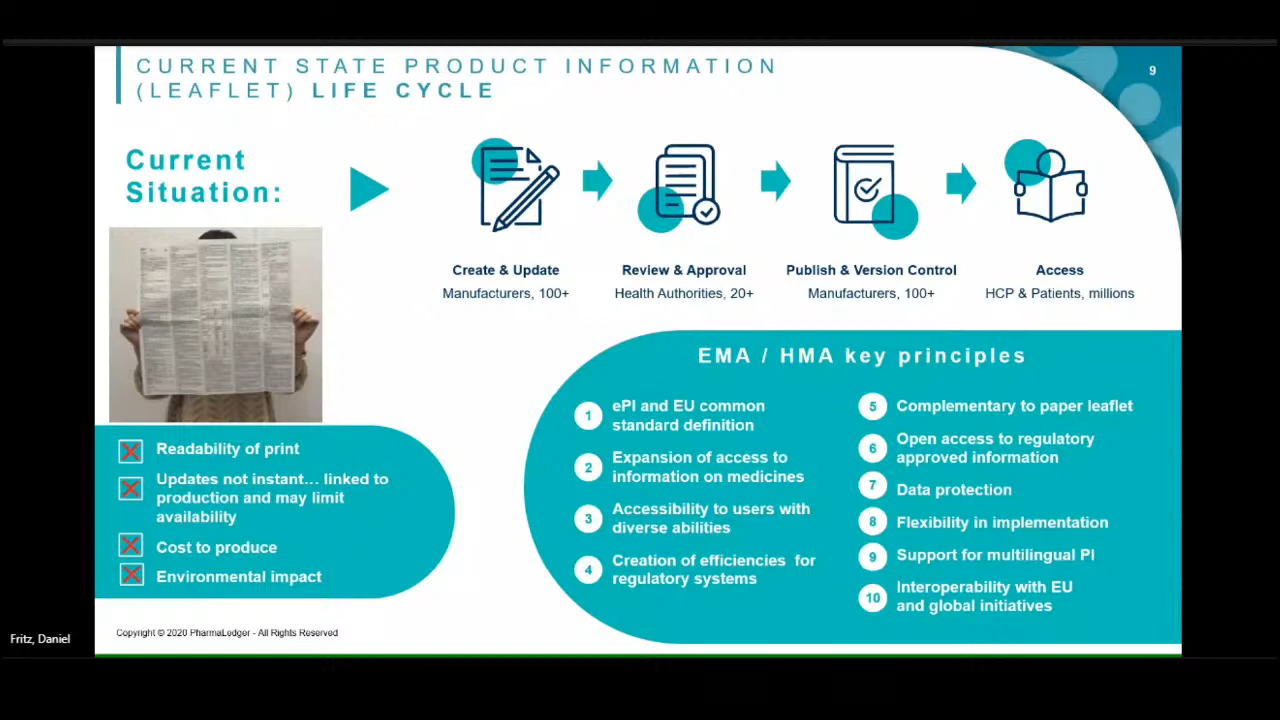 CURRENT STATE PRODUCT INFORMATION
(LEAFLET) LIFE CYCLE
9
Current
Situation:
Create & Update
Manufacturers, 100+
Review & Approval
Health Authorities, 20+
Publish & Version Control
Manufacturers, 100+
Access
HCP & Patients, millions
Readability of print
Updates not instant... linked to
production and may limit
availability
Cost to produce
Environmental impact
EMA / HMA key principles
1
ePI and EU common
standard definition
2
Expansion of access to
information on medicines
3
Accessibility to users with
diverse abilities
4
Creation of efficiencies for
regulatory systems
5
Complementary to paper leaflet
6
Open access to regulatory
approved information
7
Data protection
8
Flexibility in implementation
9
Support for multilingual PI
10
Interoperability with EU
and global initiatives
Copyright © 2020 PharmaLedger - All Rights Reserved
Fritz, Daniel